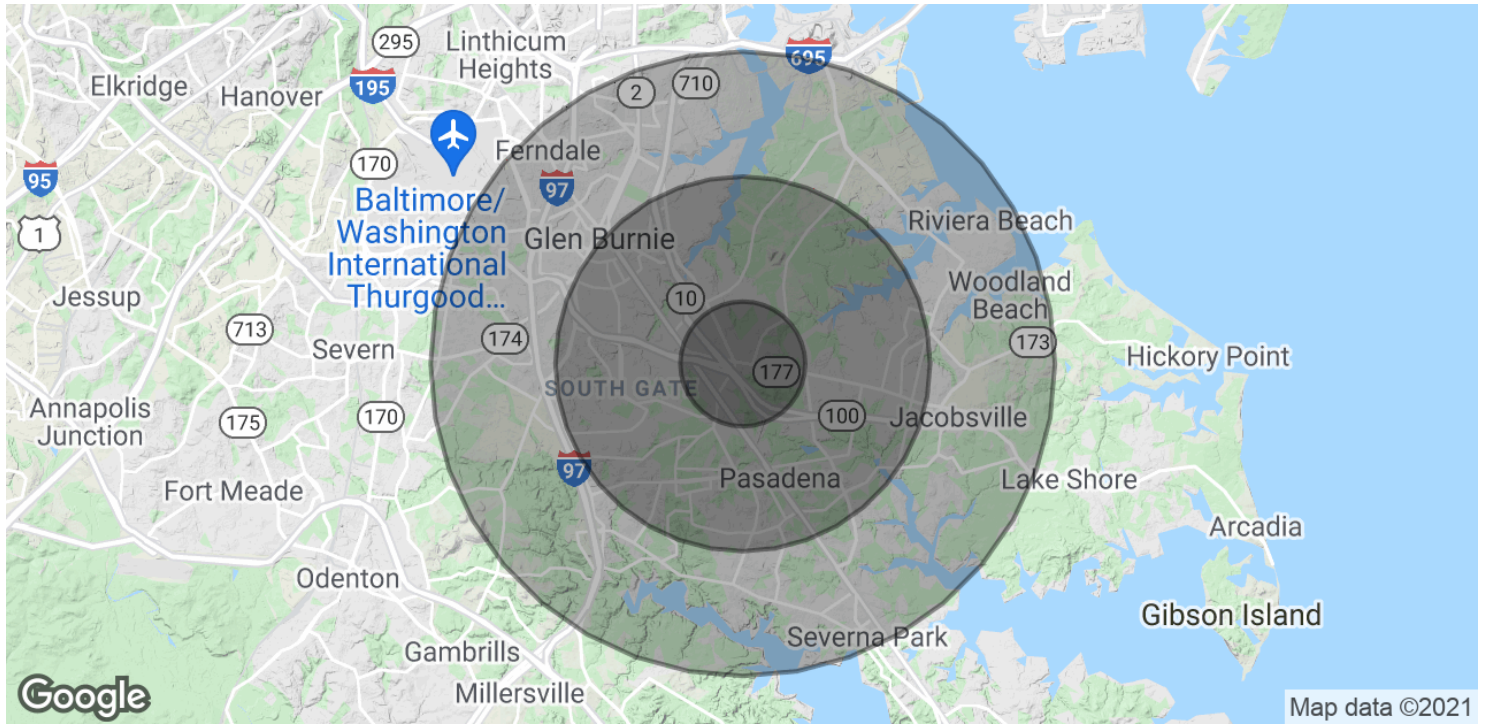 295
Linthicum
Heights
695
Elkridge
195
Hanover
2
710
170
Ferndale
95
97
Baltimore/
Washington
International
Thurgood...
1
Glen Burnie
Riviera Beach
Jessup
10
Woodland
Beach
713
Severn
174
173
177
Hickory Point
SOUTH GATE
Annapolis
Junction
175
170
100
Jacobsville
97
Pasadena
Lake Shore
Fort Meade
Arcadia
Odenton
Gibson Island
Severna Park
Gambrills
Millersville
Google
Map data ©2021